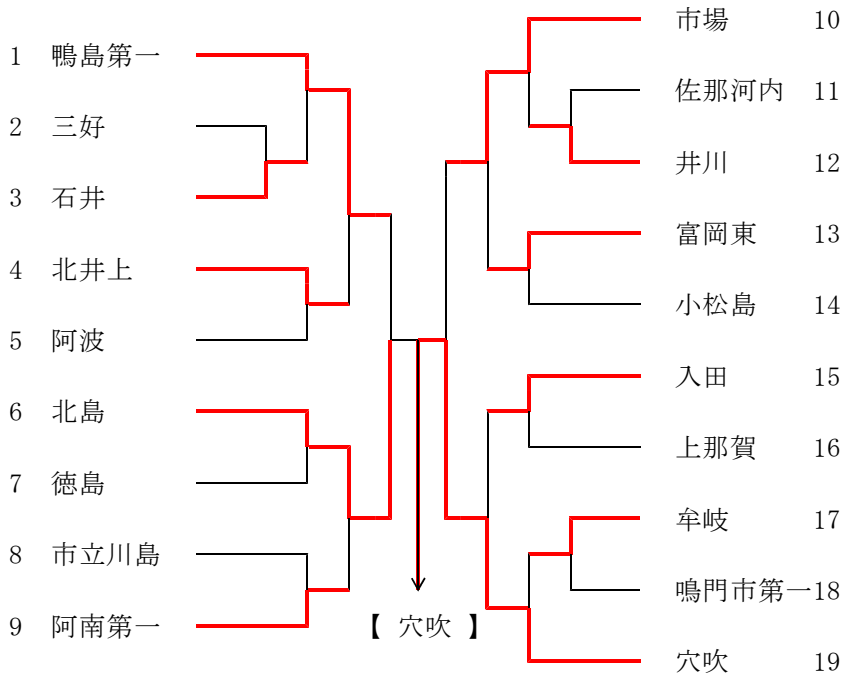 1 鴨島第一
2 三好
3 石井
4 北井上
5 阿波
6 北島
7 徳島
8 市立川島
9 阿南第一
【 穴吹 】
市場 10
佐那河内 11
井川 12
富岡東 13
小松島 14
入田 15
上那賀 16
牟岐 17
鳴門市第一18
穴吹 19